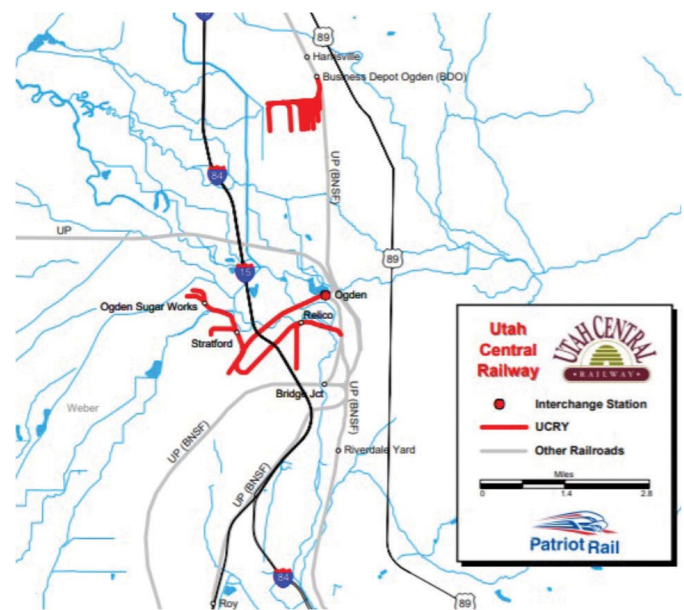 89
Harrisville
Business Depot Ogden (BDO)
UP (BNSF)
84
UP
89
15
Ogden
Ogden Sugar Works
Relico
Stratford
Bridge Jct
Weber
UP (BNSF)
UP (BNSF)
Riverdale Yard
UP (BNSF)
84
Roy
89
Utah
Central
Railway
UTAH CENTRAL
• RAILWAY •
Interchange Station
UCRY
Other Railroads
Miles
0 1.4 2.8
Patriot Rail